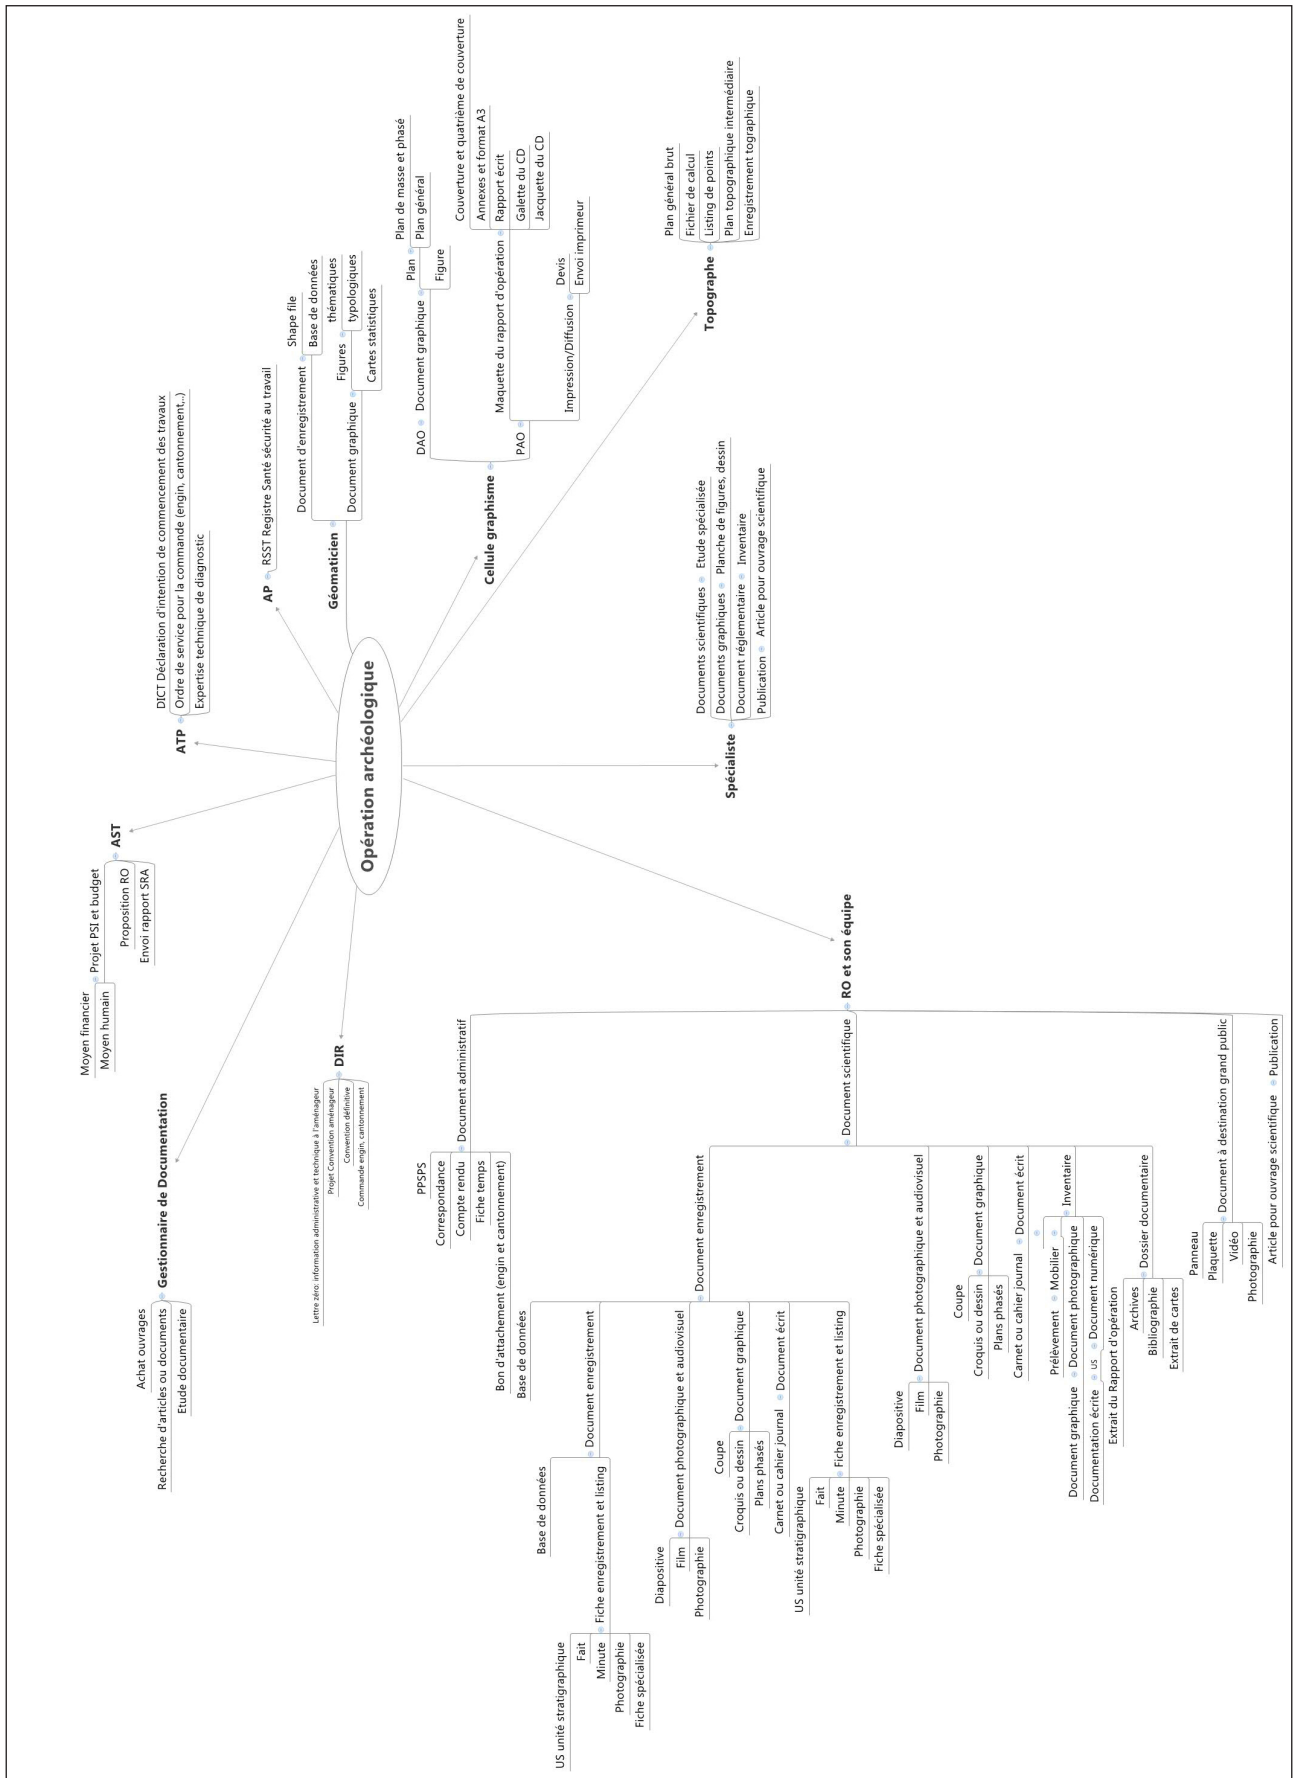 Opération archéologique
Gestionnaire de Documentation
Achat ouvrages
Recherche d'articles ou documents
Etude documentaire
AST
Projet PSI et budget
Moyen financier
Moyen humain
Proposition RO
Envoi rapport SRA
ATP
DICT Déclaration d'intention de commencement des travaux
Ordre de service pour la commande (engin, cantonnement,..)
Expertise technique de diagnostic
AP
RSST Registre Santé sécurité au travail
Géomaticien
Document d'enregistrement
Shape file
Base de données
Document graphique
Figures
thématiques
typologiques
Cartes statistiques
Cellule graphisme
DAO
Document graphique
Plan
Plan de masse et phasé
Plan général
Figure
PAO
Maquette du rapport d'opération
Couverture et quatrième de couverture
Annexes et format A3
Rapport écrit
Galette du CD
Jacquette du CD
Impression/Diffusion
Devis
Envoi imprimeur
Topographe
Plan général brut
Fichier de calcul
Listing de points
Plan topographique intermédiaire
Enregistrement tographique
Spécialiste
Documents scientifiques
Etude spécialisée
Documents graphiques
Planche de figures, dessin
Document réglementaire
Inventaire
Publication
Article pour ouvrage scientifique
DIR
Lettre zéro: information administrative et technique à l'aménageur
Projet Convention aménageur
Convention définitive
Commande engin, cantonnement
RO et son équipe
Document administratif
PPSPS
Correspondance
Compte rendu
Fiche temps
Bon d'attachement (engin et cantonnement)
Document scientifique
Document enregistrement
Base de données
Document enregistrement
Base de données
Fiche enregistrement et listing
US unité stratigraphique
Fait
Minute
Photographie
Fiche spécialisée
Document photographique et audiovisuel
Diapositive
Film
Photographie
Document graphique
Coupe
Croquis ou dessin
Plans phasés
Document écrit
Carnet ou cahier journal
Fiche enregistrement et listing
US unité stratigraphique
Fait
Minute
Photographie
Fiche spécialisée
Document photographique et audiovisuel
Diapositive
Film
Photographie
Document graphique
Coupe
Croquis ou dessin
Plans phasés
Document écrit
Carnet ou cahier journal
Inventaire
Mobilier
Prélèvement
Document photographique
Document graphique
Document numérique
us
Documentation écrite
Extrait du Rapport d'opération
Dossier documentaire
Archives
Bibliographie
Extrait de cartes
Document à destination grand public
Panneau
Plaquette
Vidéo
Photographie
Publication
Article pour ouvrage scientifique